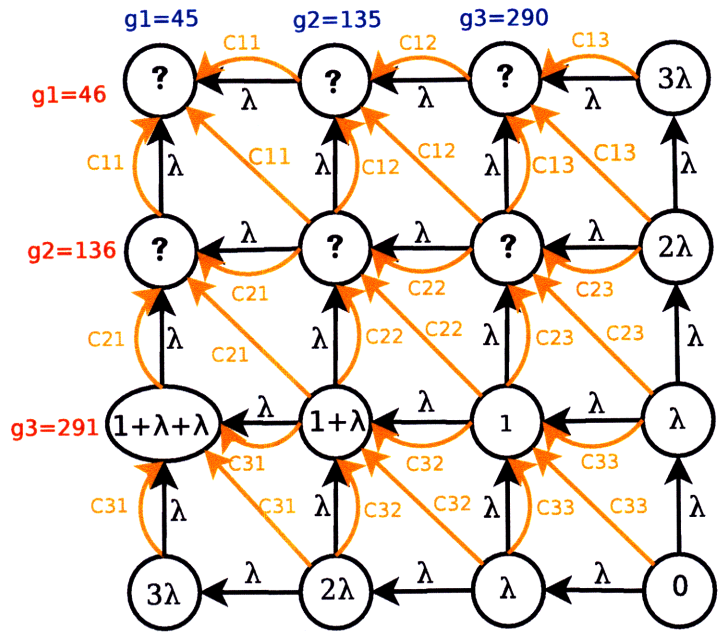 g1=45 g2=135 g3=290
C11 C12 C13
g1=46 ? λ ? λ ? λ 3λ
C11 λ C11 λ C12 C12 λ C13 C13 λ
g2=136 ? λ ? λ ? λ 2λ
C21 C22 C23
C21 λ C21 λ C22 C22 λ C23 C23 λ
g3=291 1+λ+λ λ 1+λ λ 1 λ λ
C31 C32 C33
C31 λ C31 λ C32 C32 λ C33 C33 λ
3λ λ 2λ λ λ λ 0